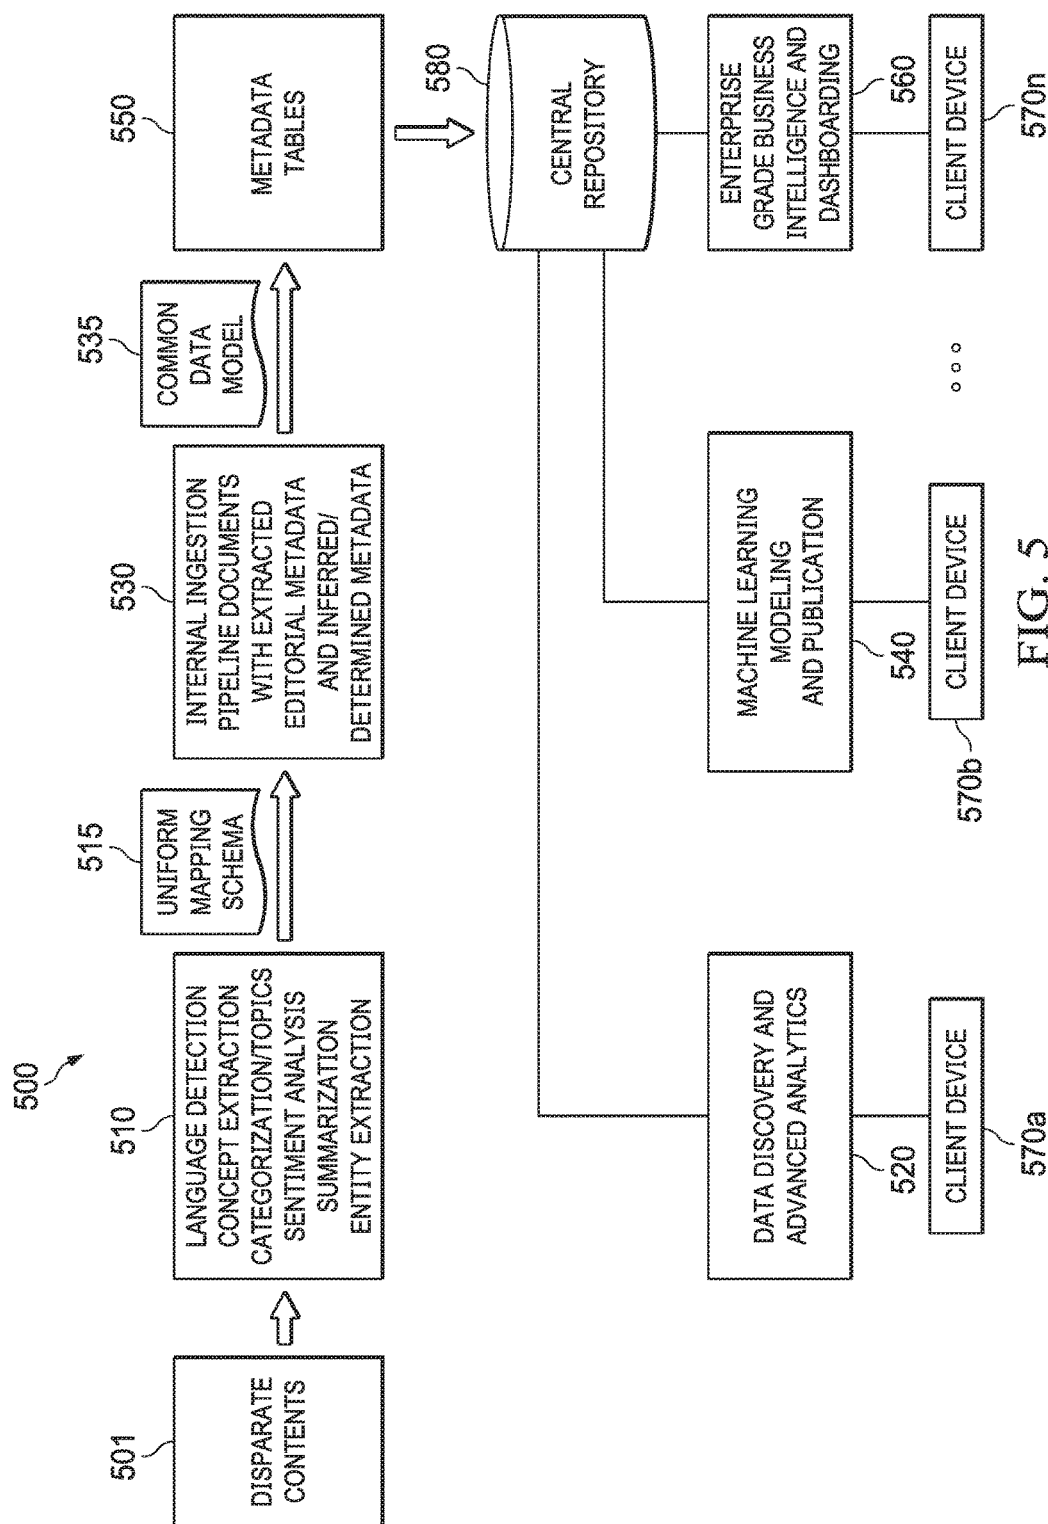 500
501
DISPARATE
CONTENTS
510
LANGUAGE DETECTION
CONCEPT EXTRACTION
CATEGORIZATION/TOPICS
SENTIMENT ANALYSIS
SUMMARIZATION
ENTITY EXTRACTION
515
UNIFORM
MAPPING
SCHEMA
530
INTERNAL INGESTION
PIPELINE DOCUMENTS
WITH EXTRACTED
EDITORIAL METADATA
AND INFERRED/
DETERMINED METADATA
535
COMMON
DATA
MODEL
550
METADATA
TABLES
580
CENTRAL
REPOSITORY
DATA DISCOVERY AND
ADVANCED ANALYTICS
520
MACHINE LEARNING
MODELING
AND PUBLICATION
540
ENTERPRISE
GRADE BUSINESS
INTELLIGENCE AND
DASHBOARDING
560
CLIENT DEVICE
570a
CLIENT DEVICE
570b
CLIENT DEVICE
570n
FIG. 5